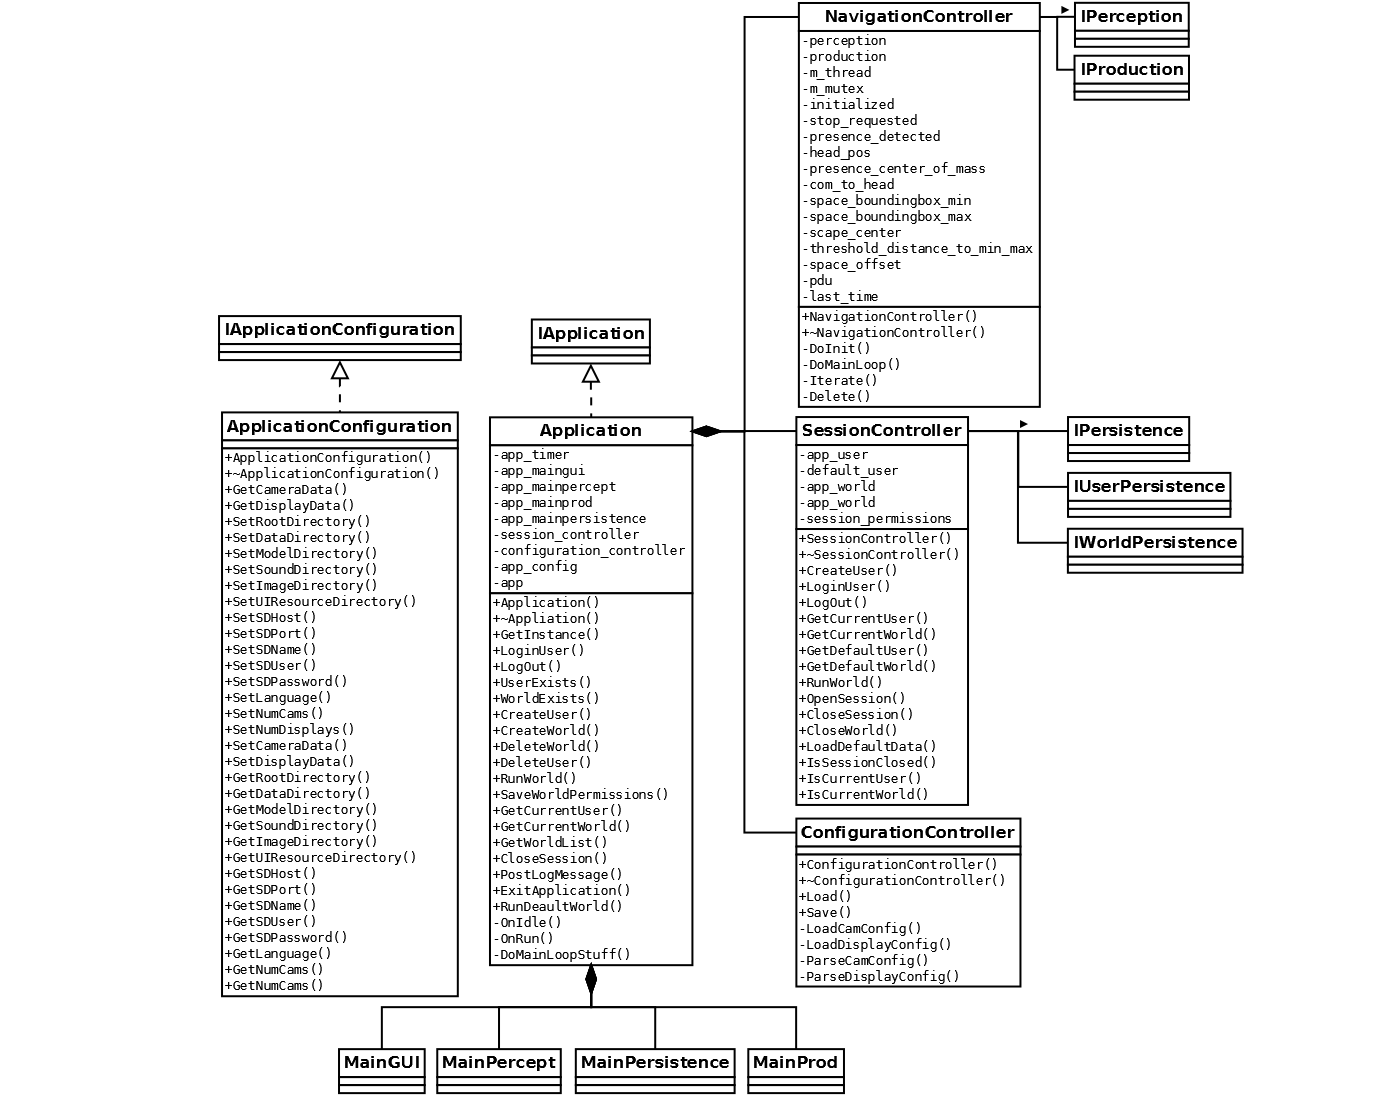 NavigationController
-perception
-production
-m_thread
-m_mutex
-initialized
-stop_requested
-presence_detected
-head_pos
-presence_center_of_mass
-com_to_head
-space_boundingbox_min
-space_boundingbox_max
-scape_center
-threshold_distance_to_min_max
-space_offset
-pdu
-last_time
+NavigationController()
+~NavigationController()
-DoInit()
-DoMainLoop()
-Iterate()
-Delete()
IPerception
IProduction
IApplicationConfiguration
ApplicationConfiguration
+ApplicationConfiguration()
+~ApplicationConfiguration()
+GetCameraData()
+GetDisplayData()
+SetRootDirectory()
+SetDataDirectory()
+SetModelDirectory()
+SetSoundDirectory()
+SetImageDirectory()
+SetUIResourceDirectory()
+SetSDHost()
+SetSDPort()
+SetSDName()
+SetSDUser()
+SetSDPassword()
+SetLanguage()
+SetNumCams()
+SetNumDisplays()
+SetCameraData()
+SetDisplayData()
+GetRootDirectory()
+GetDataDirectory()
+GetModelDirectory()
+GetSoundDirectory()
+GetImageDirectory()
+GetUIResourceDirectory()
+GetSDHost()
+GetSDPort()
+GetSDName()
+GetSDUser()
+GetSDPassword()
+GetLanguage()
+GetNumCams()
+GetNumCams()
IApplication
Application
-app_timer
-app_maingui
-app_mainpercept
-app_mainprod
-app_mainpersistence
-session_controller
-configuration_controller
-app_config
-app
+Application()
+~Appliation()
+GetInstance()
+LoginUser()
+LogOut()
+UserExists()
+WorldExists()
+CreateUser()
+CreateWorld()
+DeleteWorld()
+DeleteUser()
+RunWorld()
+SaveWorldPermissions()
+GetCurrentUser()
+GetCurrentWorld()
+GetWorldList()
+CloseSession()
+PostLogMessage()
+ExitApplication()
+RunDeaultWorld()
-OnIdle()
-OnRun()
-DoMainLoopStuff()
SessionController
-app_user
-default_user
-app_world
-app_world
-session_permissions
+SessionController()
+~SessionController()
+CreateUser()
+LoginUser()
+LogOut()
+GetCurrentUser()
+GetCurrentWorld()
+GetDefaultUser()
+GetDefaultWorld()
+RunWorld()
+OpenSession()
+CloseSession()
+CloseWorld()
+LoadDefaultData()
+IsSessionClosed()
+IsCurrentUser()
+IsCurrentWorld()
IPersistence
IUserPersistence
IWorldPersistence
ConfigurationController
+ConfigurationController()
+~ConfigurationController()
+Load()
+Save()
-LoadCamConfig()
-LoadDisplayConfig()
-ParseCamConfig()
-ParseDisplayConfig()
MainGUI
MainPercept
MainPersistence
MainProd